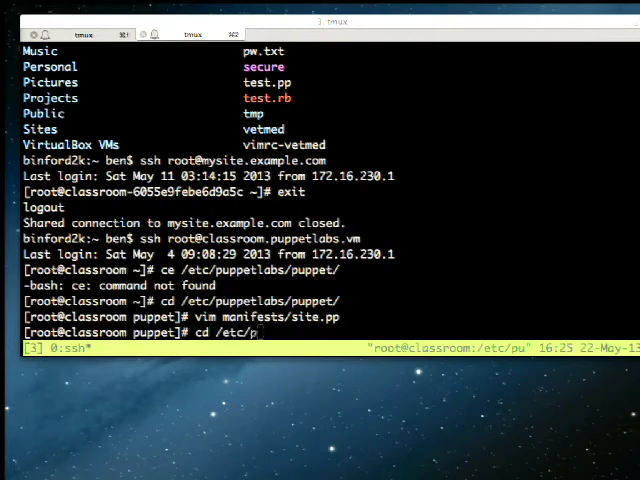 3. tmux
tmux ⌘1 tmux ⌘2
Music pw.txt
Personal secure
Pictures test.pp
Projects test.rb
Public tmp
Sites vetmed
VirtualBox VMs vimrc-vetmed
binford2k:~ ben$ ssh root@mysite.example.com
Last login: Sat May 11 03:14:15 2013 from 172.16.230.1
[root@classroom-6055e9febe6d9a5c ~]# exit
logout
Shared connection to mysite.example.com closed.
binford2k:~ ben$ ssh root@classroom.puppetlabs.vm
Last login: Sat May  4 09:08:29 2013 from 172.16.230.1
[root@classroom ~]# ce /etc/puppetlabs/puppet/
-bash: ce: command not found
[root@classroom ~]# cd /etc/puppetlabs/puppet/
[root@classroom puppet]# vim manifests/site.pp
[root@classroom puppet]# cd /etc/p
[3] 0:ssh* "root@classroom:/etc/pu" 16:25 22-May-13